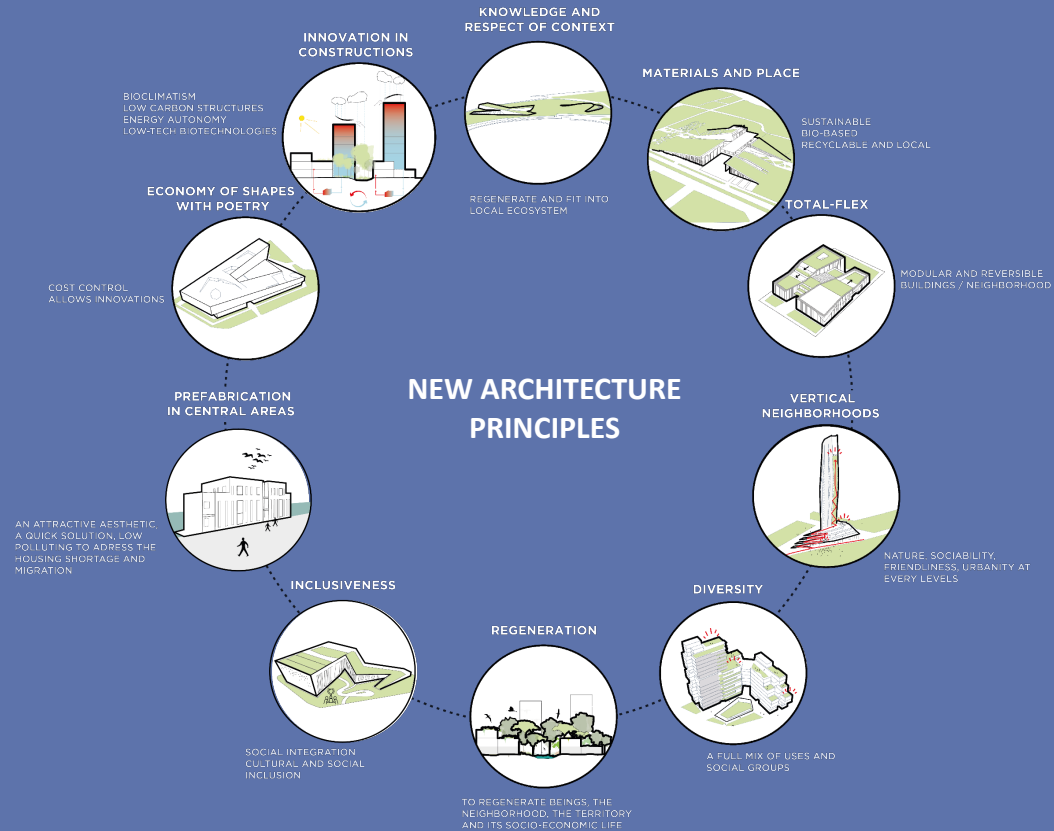 KNOWLEDGE AND
RESPECT OF CONTEXT
REGENERATE AND FIT INTO
LOCAL ECOSYSTEM
MATERIALS AND PLACE
SUSTAINABLE
BIO-BASED
RECYCLABLE AND LOCAL
TOTAL-FLEX
MODULAR AND REVERSIBLE
BUILDINGS / NEIGHBORHOOD
VERTICAL
NEIGHBORHOODS
NATURE, SOCIABILITY,
FRIENDLINESS, URBANITY AT
EVERY LEVELS
DIVERSITY
A FULL MIX OF USES AND
SOCIAL GROUPS
REGENERATION
TO REGENERATE BEINGS, THE
NEIGHBORHOOD, THE TERRITORY
AND ITS SOCIO-ECONOMIC LIFE
INCLUSIVENESS
SOCIAL INTEGRATION
CULTURAL AND SOCIAL
INCLUSION
PREFABRICATION
IN CENTRAL AREAS
AN ATTRACTIVE AESTHETIC,
A QUICK SOLUTION, LOW
POLLUTING TO ADRESS THE
HOUSING SHORTAGE AND
MIGRATION
ECONOMY OF SHAPES
WITH POETRY
COST CONTROL
ALLOWS INNOVATIONS
INNOVATION IN
CONSTRUCTIONS
BIOCLIMATISM
LOW CARBON STRUCTURES
ENERGY AUTONOMY
LOW-TECH BIOTECHNOLOGIES
NEW ARCHITECTURE
PRINCIPLES